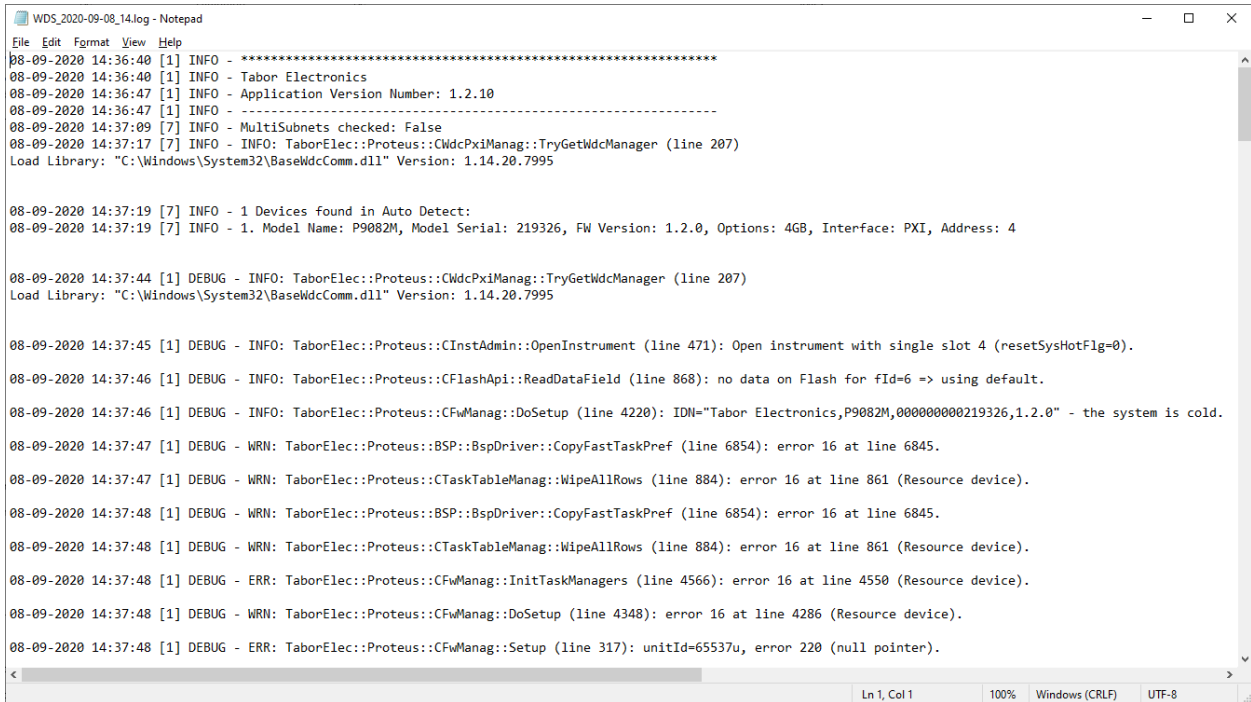 WDS_2020-09-08_14.log - Notepad
File Edit Format View Help
08-09-2020 14:36:40 [1] INFO - ****************************************************************
08-09-2020 14:36:40 [1] INFO - Tabor Electronics
08-09-2020 14:36:47 [1] INFO - Application Version Number: 1.2.10
08-09-2020 14:36:47 [1] INFO - ----------------------------------------------------------------
08-09-2020 14:37:09 [7] INFO - MultiSubnets checked: False
08-09-2020 14:37:17 [7] INFO - INFO: TaborElec::Proteus::CWdcPxiManag::TryGetWdcManager (line 207)
Load Library: "C:\Windows\System32\BaseWdcComm.dll" Version: 1.14.20.7995
08-09-2020 14:37:19 [7] INFO - 1 Devices found in Auto Detect:
08-09-2020 14:37:19 [7] INFO - 1. Model Name: P9082M, Model Serial: 219326, FW Version: 1.2.0, Options: 4GB, Interface: PXI, Address: 4
08-09-2020 14:37:44 [1] DEBUG - INFO: TaborElec::Proteus::CWdcPxiManag::TryGetWdcManager (line 207)
Load Library: "C:\Windows\System32\BaseWdcComm.dll" Version: 1.14.20.7995
08-09-2020 14:37:45 [1] DEBUG - INFO: TaborElec::Proteus::CInstAdmin::OpenInstrument (line 471): Open instrument with single slot 4 (resetSysHotFlg=0).
08-09-2020 14:37:46 [1] DEBUG - INFO: TaborElec::Proteus::CFlashApi::ReadDataField (line 868): no data on Flash for fId=6 => using default.
08-09-2020 14:37:46 [1] DEBUG - INFO: TaborElec::Proteus::CFwManag::DoSetup (line 4220): IDN="Tabor Electronics,P9082M,000000000219326,1.2.0" - the system is cold.
08-09-2020 14:37:47 [1] DEBUG - WRN: TaborElec::Proteus::BSP::BspDriver::CopyFastTaskPref (line 6854): error 16 at line 6845.
08-09-2020 14:37:47 [1] DEBUG - WRN: TaborElec::Proteus::CTaskTableManag::WipeAllRows (line 884): error 16 at line 861 (Resource device).
08-09-2020 14:37:48 [1] DEBUG - WRN: TaborElec::Proteus::BSP::BspDriver::CopyFastTaskPref (line 6854): error 16 at line 6845.
08-09-2020 14:37:48 [1] DEBUG - WRN: TaborElec::Proteus::CTaskTableManag::WipeAllRows (line 884): error 16 at line 861 (Resource device).
08-09-2020 14:37:48 [1] DEBUG - ERR: TaborElec::Proteus::CFwManag::InitTaskManagers (line 4566): error 16 at line 4550 (Resource device).
08-09-2020 14:37:48 [1] DEBUG - WRN: TaborElec::Proteus::CFwManag::DoSetup (line 4348): error 16 at line 4286 (Resource device).
08-09-2020 14:37:48 [1] DEBUG - ERR: TaborElec::Proteus::CFwManag::Setup (line 317): unitId=65537u, error 220 (null pointer).
Ln 1, Col 1 100% Windows (CRLF) UTF-8